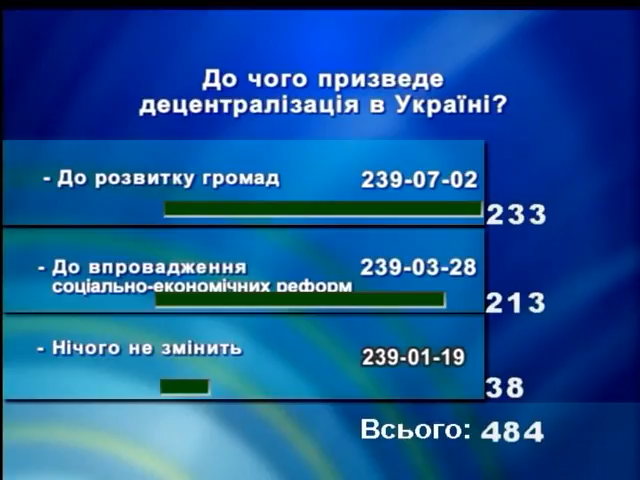 До чого призведе
децентралізація в Україні?
- До розвитку громад 239-07-02
233
- До впровадження 239-03-28
соціально-економічних реформ
213
- Нічого не змінить 239-01-19
38
Всього: 484